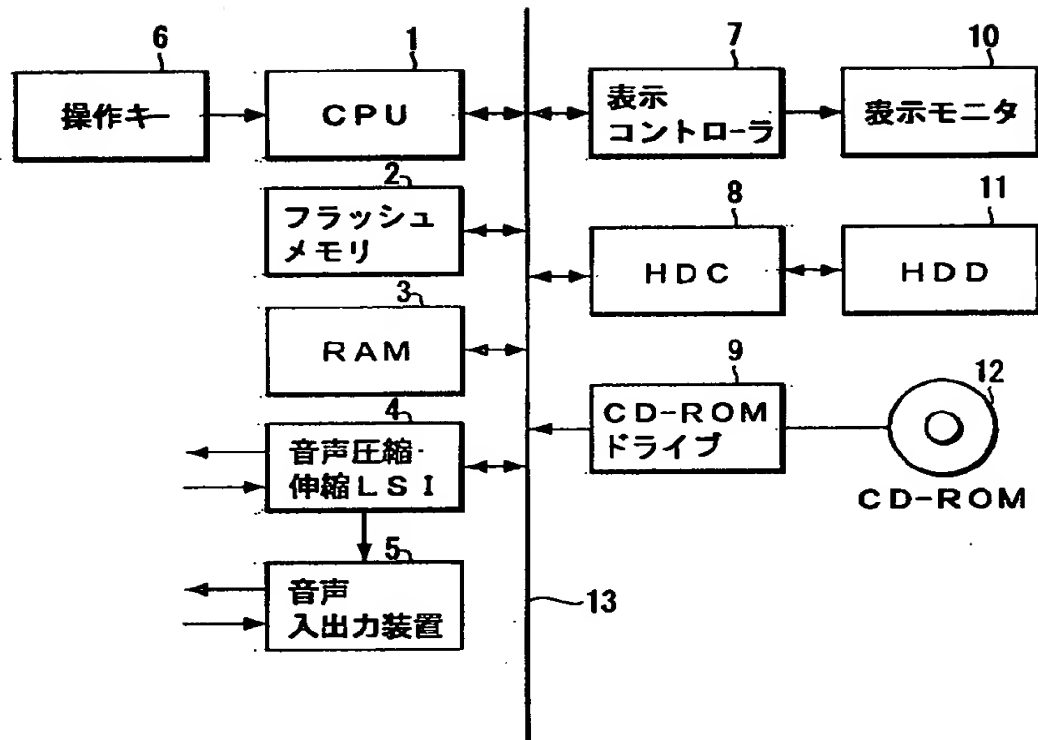 6
操作キー
1
CPU
2
フラッシュ
メモリ
3
RAM
4
音声圧縮・
伸縮LSI
5
音声
入出力装置
7
表示
コントローラ
10
表示モニタ
8
HDC
11
HDD
9
CD-ROM
ドライブ
12
CD-ROM
13